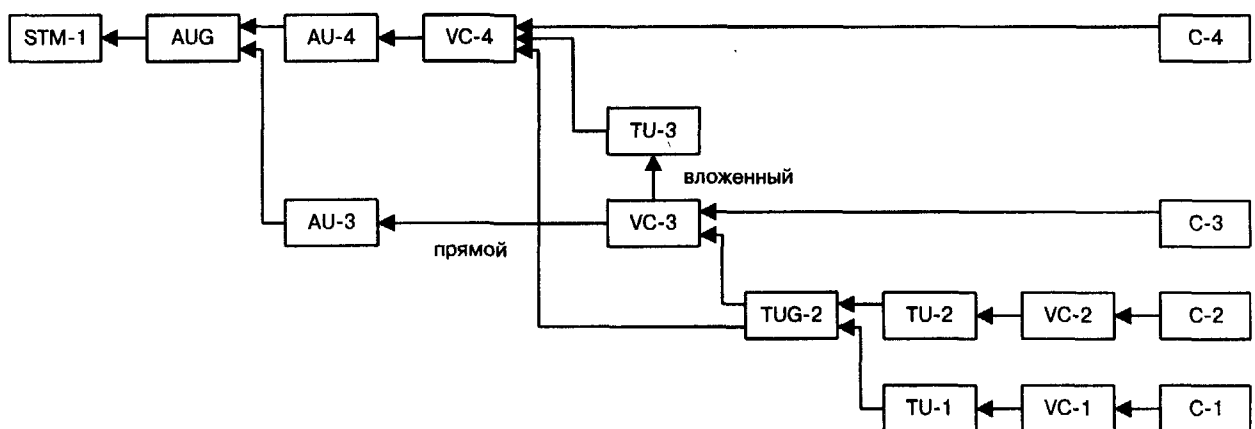 STM-1 AUG AU-4 VC-4 C-4
TU-3
вложенный
AU-3 VC-3 C-3
прямой
TUG-2 TU-2 VC-2 C-2
TU-1 VC-1 C-1